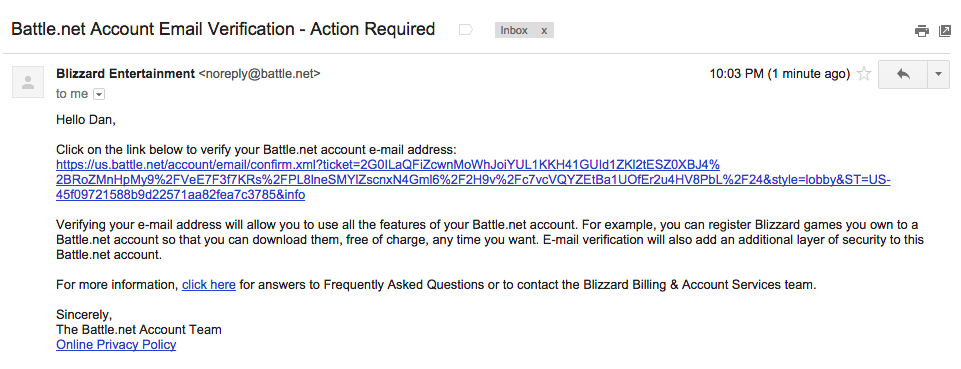 Battle.net Account Email Verification - Action Required
Inbox x
Blizzard Entertainment <noreply@battle.net>
10:03 PM (1 minute ago)
to me
Hello Dan,
Click on the link below to verify your Battle.net account e-mail address:
https://us.battle.net/account/email/confirm.xml?ticket=2G0ILaQFiZcwnMoWhJoiYUL1KKH41GUId1ZKl2tESZ0XBJ4%
2BRoZMnHpMy9%2FVeE7F3f7KRs%2FPL8IneSMYlZscnxN4Gml6%2F2H9v%2Fc7vcVQYZEtBa1UOfEr2u4HV8PbL%2F24&style=lobby&ST=US-
45f09721588b9d22571aa82fea7c3785&info
Verifying your e-mail address will allow you to use all the features of your Battle.net account. For example, you can register Blizzard games you own to a
Battle.net account so that you can download them, free of charge, any time you want. E-mail verification will also add an additional layer of security to this
Battle.net account.
For more information, click here for answers to Frequently Asked Questions or to contact the Blizzard Billing & Account Services team.
Sincerely,
The Battle.net Account Team
Online Privacy Policy